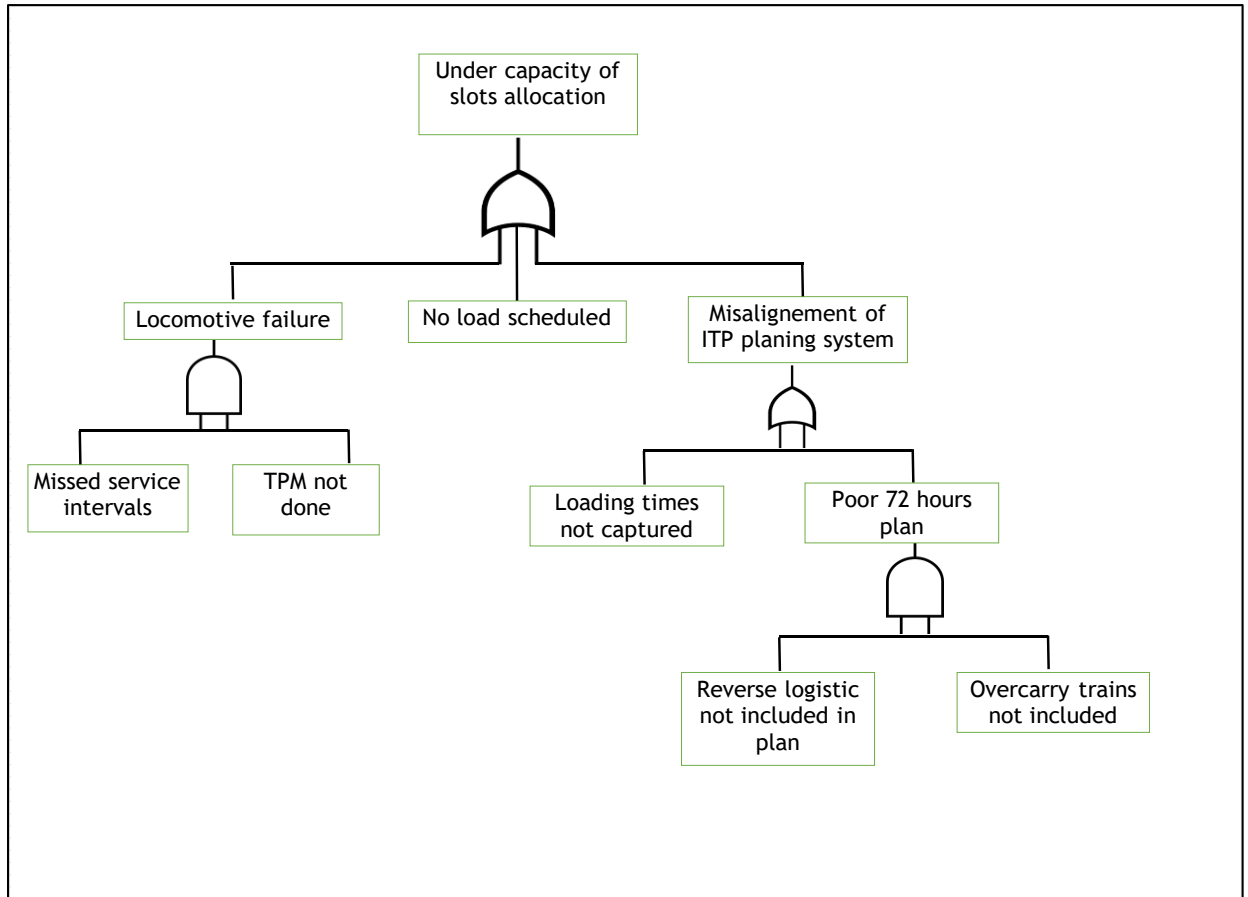 Under capacity of
slots allocation
Locomotive failure
No load scheduled
Misalignement of
ITP planing system
Missed service
intervals
TPM not
done
Loading times
not captured
Poor 72 hours
plan
Reverse logistic
not included in
plan
Overcarry trains
not included